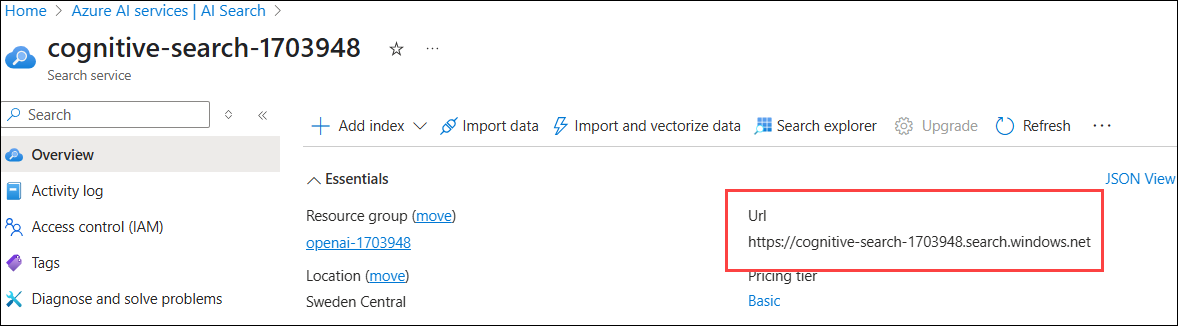 Home > Azure AI services | AI Search >
cognitive-search-1703948 ☆ ...
Search service
Search
Add index Import data Import and vectorize data Search explorer Upgrade Refresh ...
Overview
Activity log
Access control (IAM)
Tags
Diagnose and solve problems
Essentials
JSON View
Resource group (move)
openai-1703948
Location (move)
Sweden Central
Url
https://cognitive-search-1703948.search.windows.net
Pricing tier
Basic